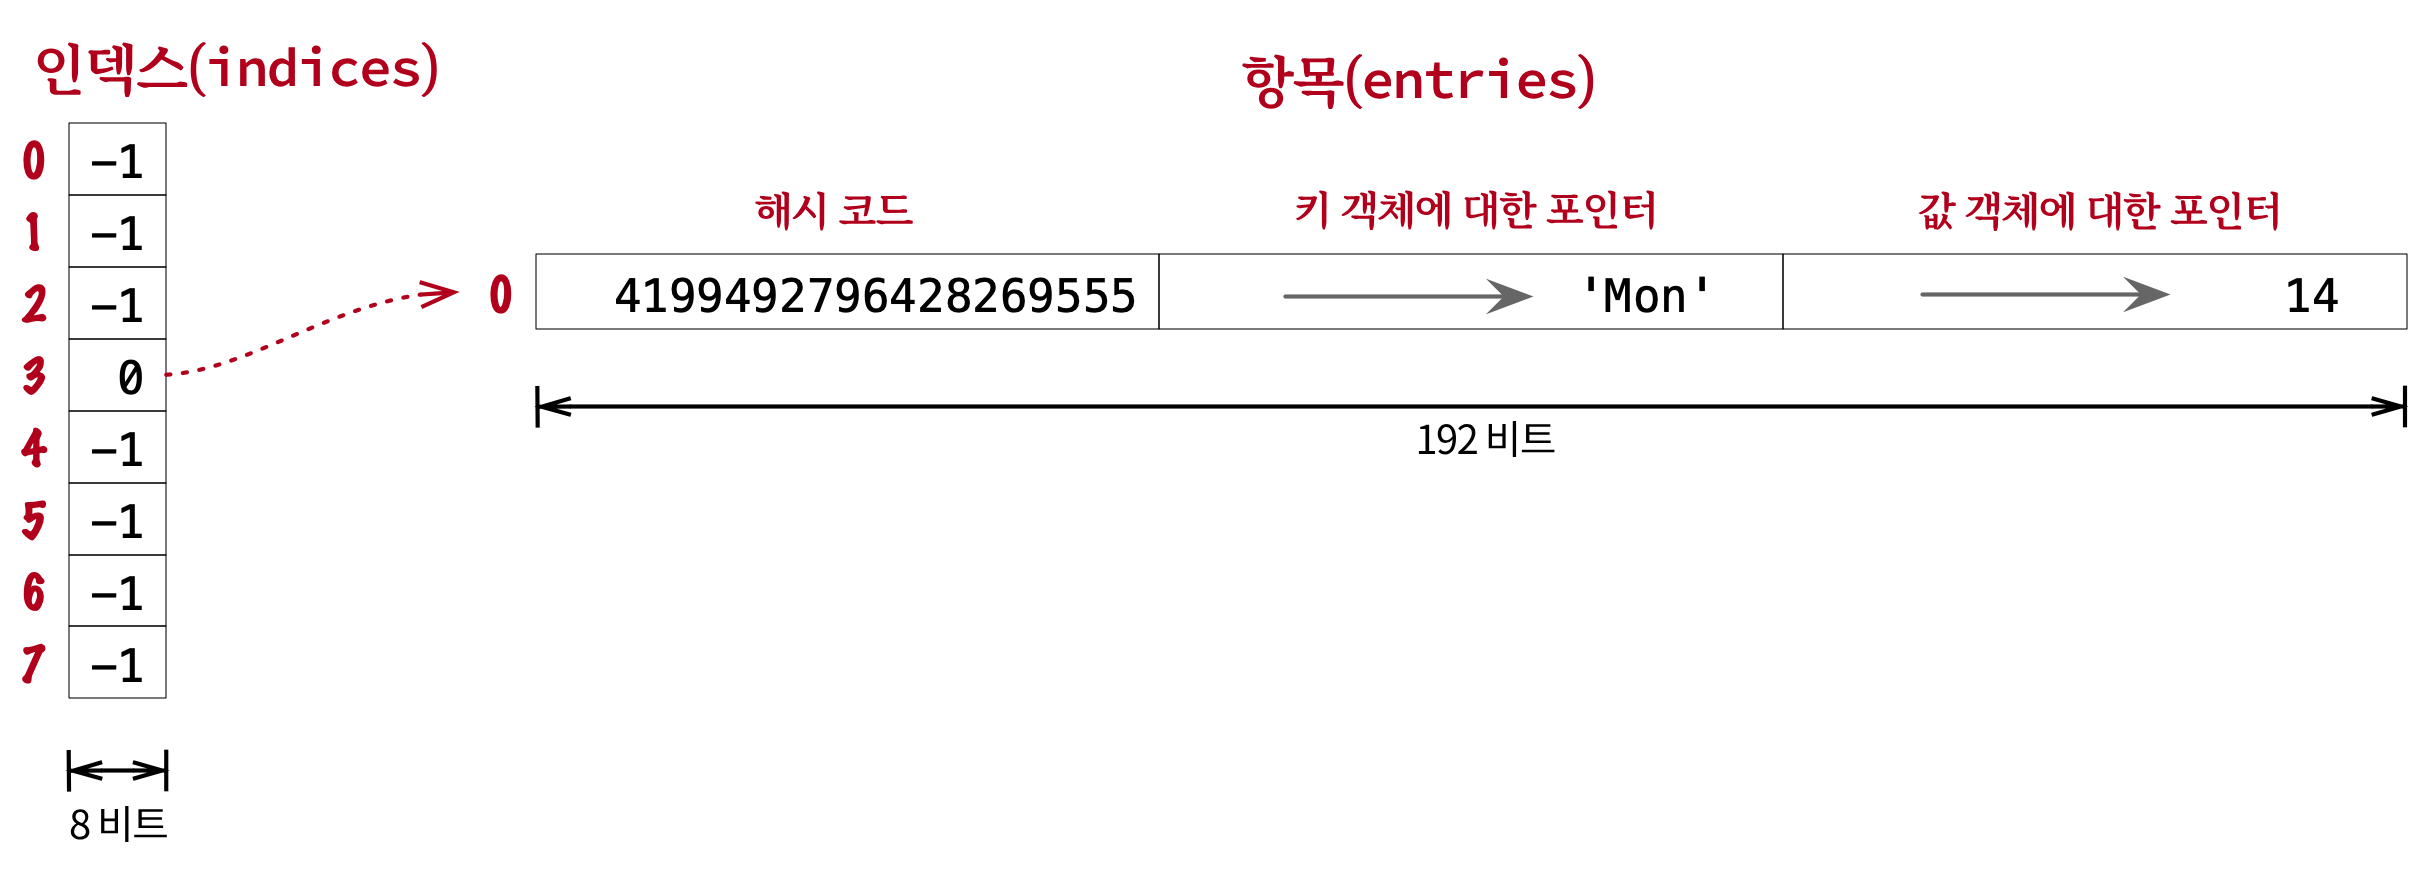 인덱스(indices)
항목(entries)
0 -1
1 -1
2 -1
3 0
4 -1
5 -1
6 -1
7 -1
8 비트
해시 코드 키 객체에 대한 포인터 값 객체에 대한 포인터
0 4199492796428269555 'Mon' 14
192 비트